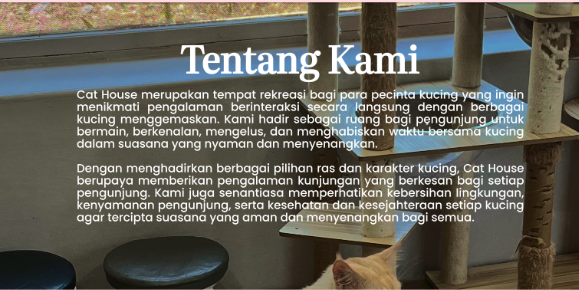 Tentang Kami
Cat House merupakan tempat rekreasi bagi para pecinta kucing yang ingin
menikmati pengalaman berinteraksi secara langsung dengan berbagai
kucing menggemaskan. Kami hadir sebagai ruang bagi pengunjung untuk
bermain, berkenalan, mengelus, dan menghabiskan waktu bersama kucing
dalam suasana yang nyaman dan menyenangkan.
Dengan menghadirkan berbagai pilihan ras dan karakter kucing, Cat House
berupaya memberikan pengalaman kunjungan yang berkesan bagi setiap
pengunjung. Kami juga senantiasa memperhatikan kebersihan lingkungan,
kenyamanan pengunjung, serta kesehatan dan kesejahteraan setiap kucing
agar tercipta suasana yang aman dan menyenangkan bagi semua.